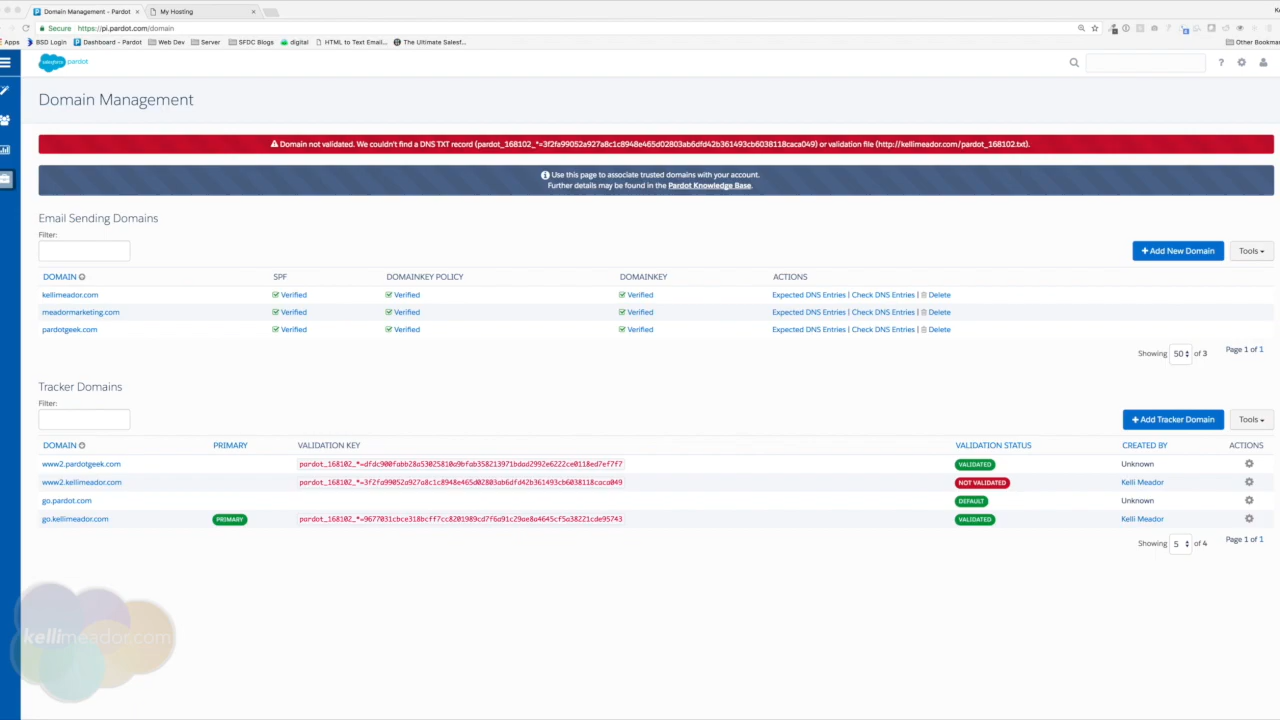 Domain Management - Pardot × My Hosting ×
Secure https://pi.pardot.com/domain
Apps BSD Login Dashboard - Pardot Web Dev Server SFDC Blogs digital HTML to Text Email... The Ultimate Salesf... Other Bookmar
salesforce pardot ?
Domain Management
Domain not validated. We couldn't find a DNS TXT record (pardot_168102_*=3f2fa99052a927a8c1c8948e465d02803ab6dfd42b361493cb6038118caca049) or validation file (http://kellimeador.com/pardot_168102.txt).
Use this page to associate trusted domains with your account.
Further details may be found in the Pardot Knowledge Base.
Email Sending Domains
Filter:
+ Add New Domain Tools
DOMAIN SPF DOMAINKEY POLICY DOMAINKEY ACTIONS
kellimeador.com Verified Verified Verified Expected DNS Entries | Check DNS Entries | Delete
meadormarketing.com Verified Verified Verified Expected DNS Entries | Check DNS Entries | Delete
pardotgeek.com Verified Verified Verified Expected DNS Entries | Check DNS Entries | Delete
Showing 50 of 3 Page 1 of 1
Tracker Domains
Filter:
+ Add Tracker Domain Tools
DOMAIN PRIMARY VALIDATION KEY VALIDATION STATUS CREATED BY ACTIONS
www2.pardotgeek.com pardot_168102_*=dfdc900fabb28a53025810a9bfab358213971bdad2992e6222ce0118ed7ef7f7 VALIDATED Unknown
www2.kellimeador.com pardot_168102_*=3f2fa99052a927a8c1c8948e465d02803ab6dfd42b361493cb6038118caca049 NOT VALIDATED Kelli Meador
go.pardot.com DEFAULT Unknown
go.kellimeador.com PRIMARY pardot_168102_*=9677031cbce318bcff7cc8201989cd7f6a91c29ae8a4645cf5a38221cde95743 VALIDATED Kelli Meador
Showing 5 of 4 Page 1 of 1
kellimeador.com